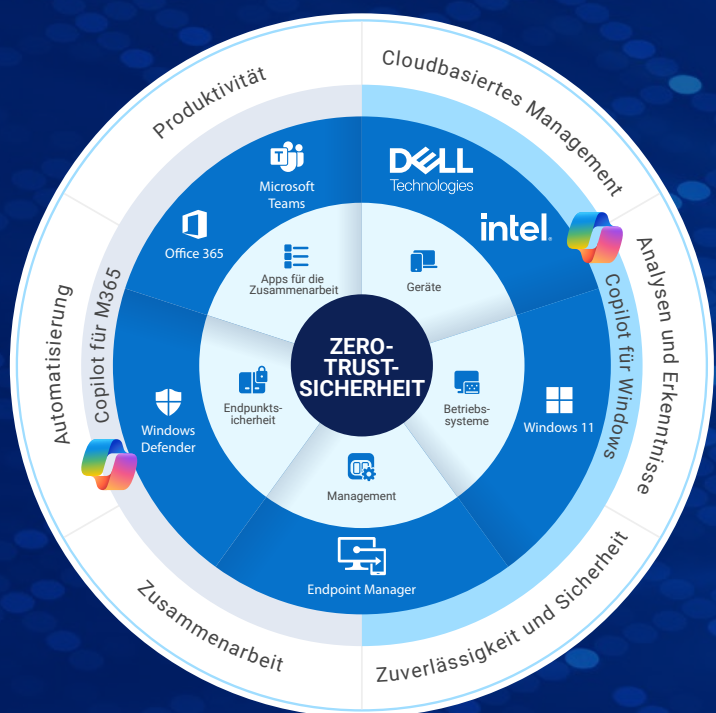 Produktivität
Cloudbasiertes Management
Analysen und Erkenntnisse
Zuverlässigkeit und Sicherheit
Zusammenarbeit
Automatisierung
Copilot für M365
Copilot für Windows
Microsoft
Teams
Office 365
DELL
Technologies
intel.
Windows 11
Endpoint Manager
Windows
Defender
Apps für die
Zusammenarbeit
Geräte
Betriebs-
systeme
Management
Endpunkts-
sicherheit
ZERO-
TRUST-
SICHERHEIT